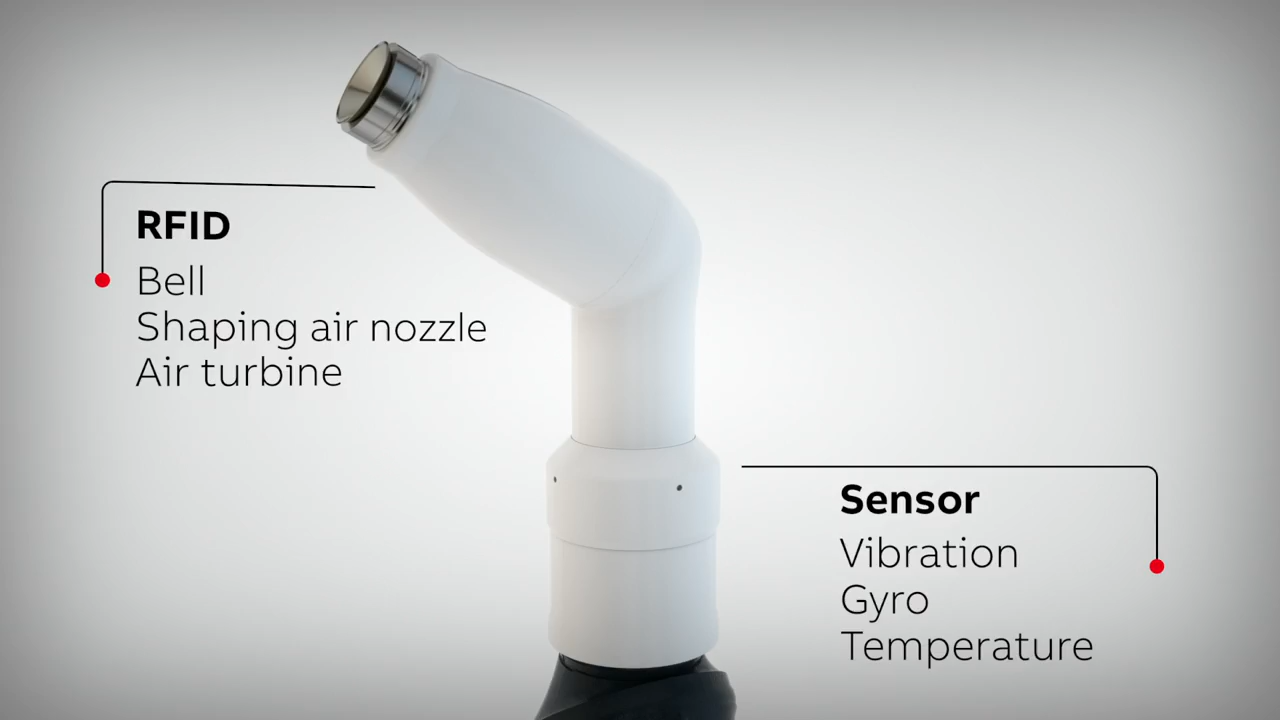 RFID
Bell
Shaping air nozzle
Air turbine
Sensor
Vibration
Gyro
Temperature